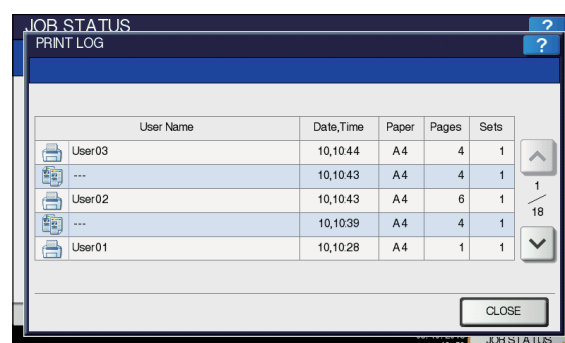 JOB STATUS ?
PRINT LOG ?
User Name Date,Time Paper Pages Sets
User03 10,10:44 A4 4 1
--- 10,10:43 A4 4 1
User02 10,10:43 A4 6 1
--- 10,10:39 A4 4 1
User01 10,10:28 A4 1 1
1
/
18
CLOSE
JOB STATUS